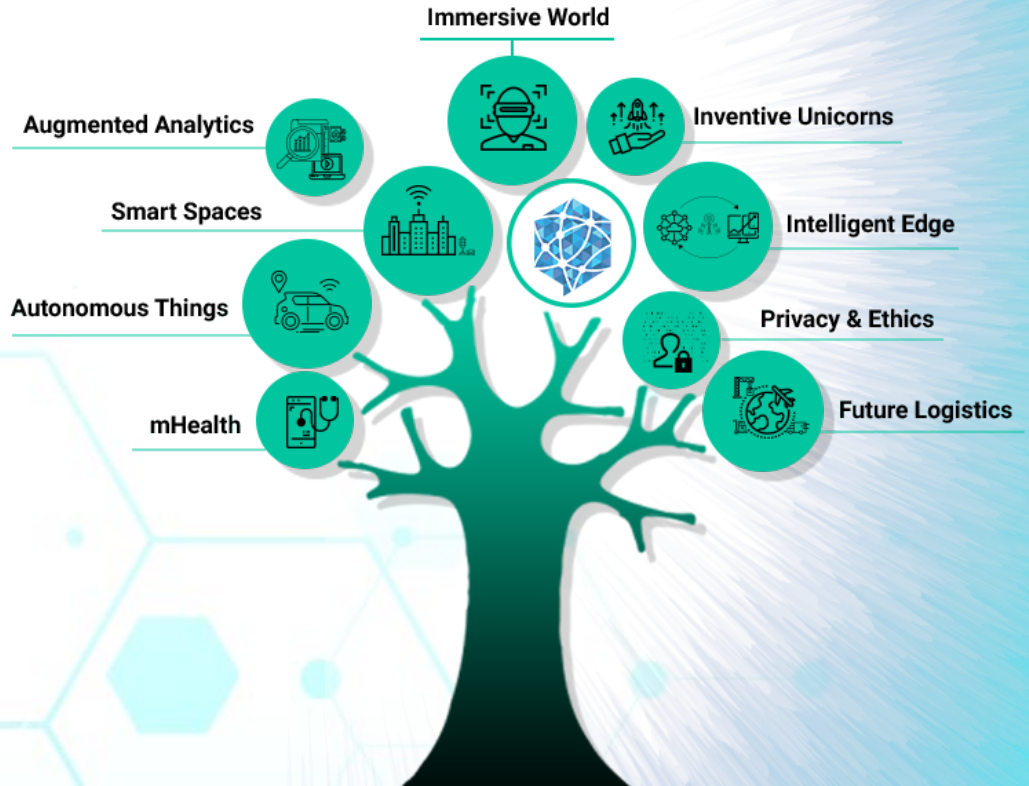 Immersive World
Augmented Analytics
Inventive Unicorns
Smart Spaces
Intelligent Edge
Autonomous Things
Privacy & Ethics
mHealth
Future Logistics